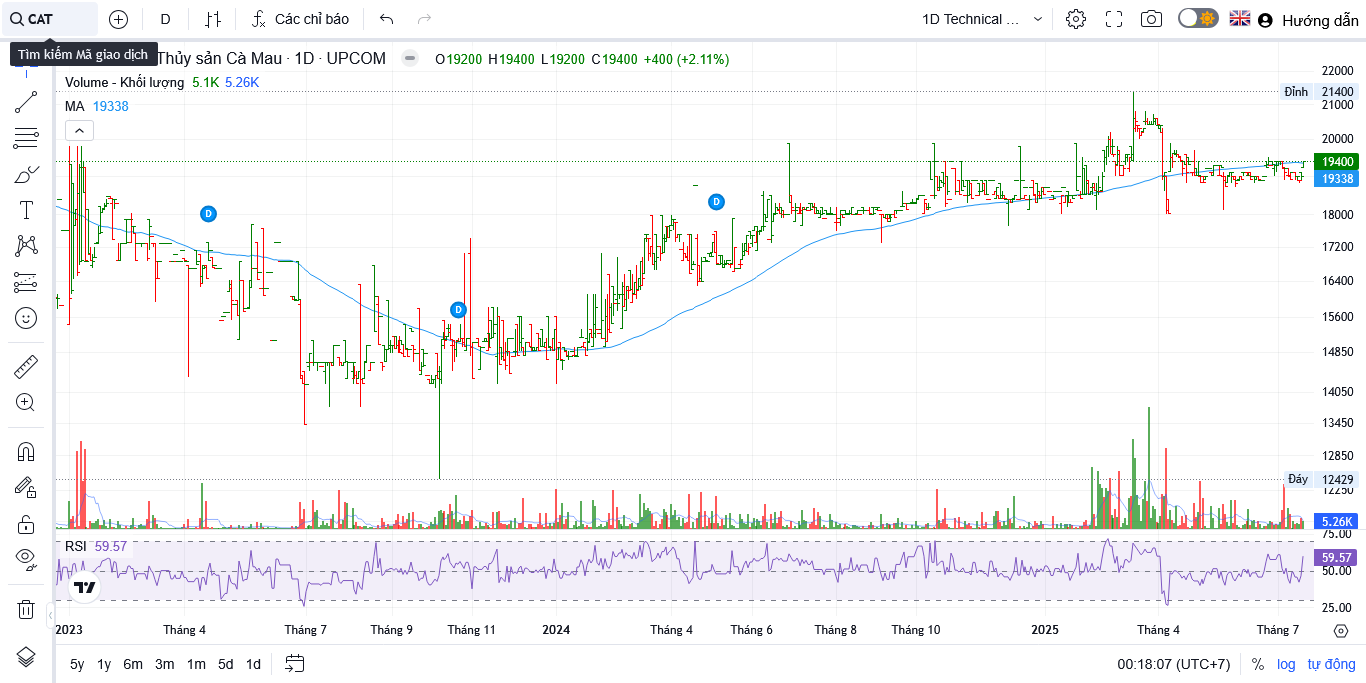 CAT D Các chỉ báo 1D Technical ... Hướng dẫn
Tìm kiếm Mã giao dịch
Thủy sản Cà Mau · 1D · UPCOM O19200 H19400 L19200 C19400 +400 (+2.11%)
Volume - Khối lượng 5.1K 5.26K
MA 19338
22000
Đỉnh 21400
21000
20000
19400
19338
18000
17200
16400
15600
14850
14050
13450
12850
Đáy 12429
12250
5.26K
75.00
RSI 59.57
59.57
50.00
25.00
D
D
D
2023 Tháng 4 Tháng 7 Tháng 9 Tháng 11 2024 Tháng 4 Tháng 6 Tháng 8 Tháng 10 2025 Tháng 4 Tháng 7
5y 1y 6m 3m 1m 5d 1d 00:18:07 (UTC+7) % log tự động